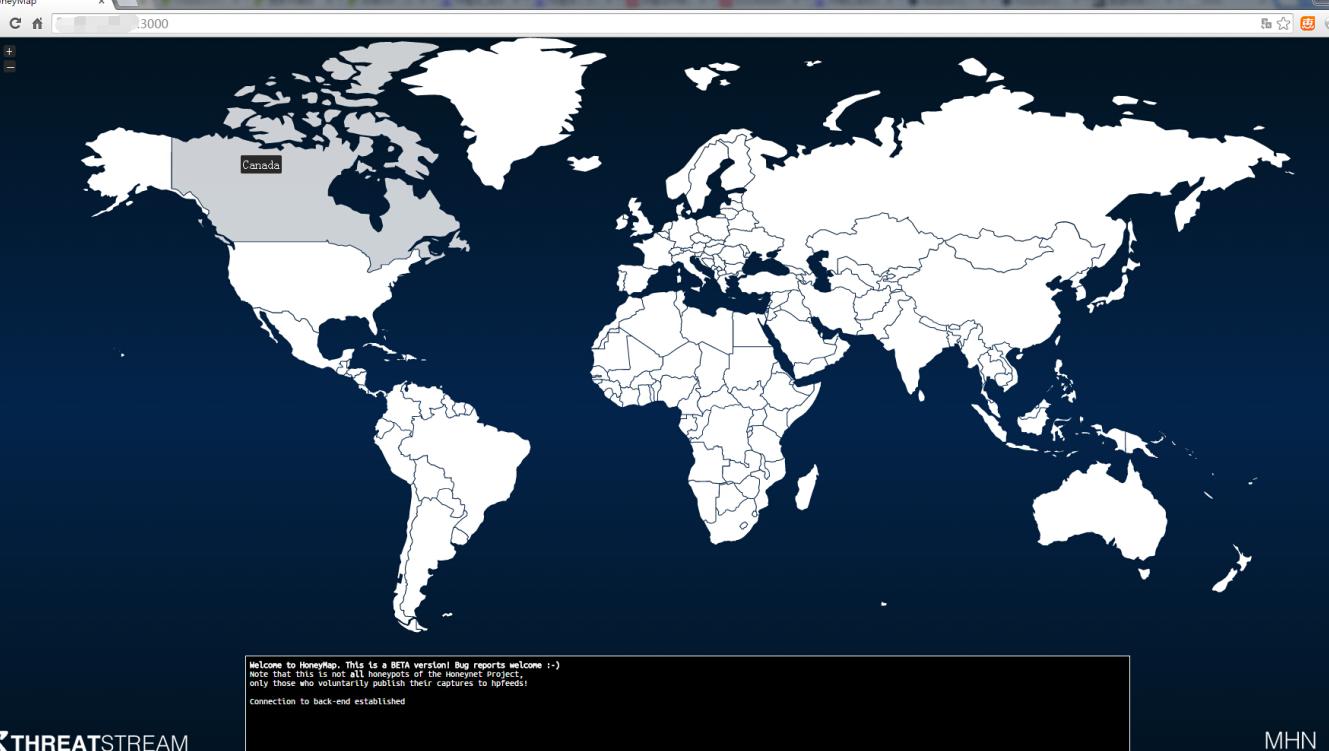 neyMap
:3000
Canada
Welcome to HoneyMap. This is a BETA version! Bug reports welcome :-)
Note that this is not all honeypots of the Honeynet Project,
only those who voluntarily publish their captures to hpfeeds!
Connection to back-end established
THREATSTREAM
MHN